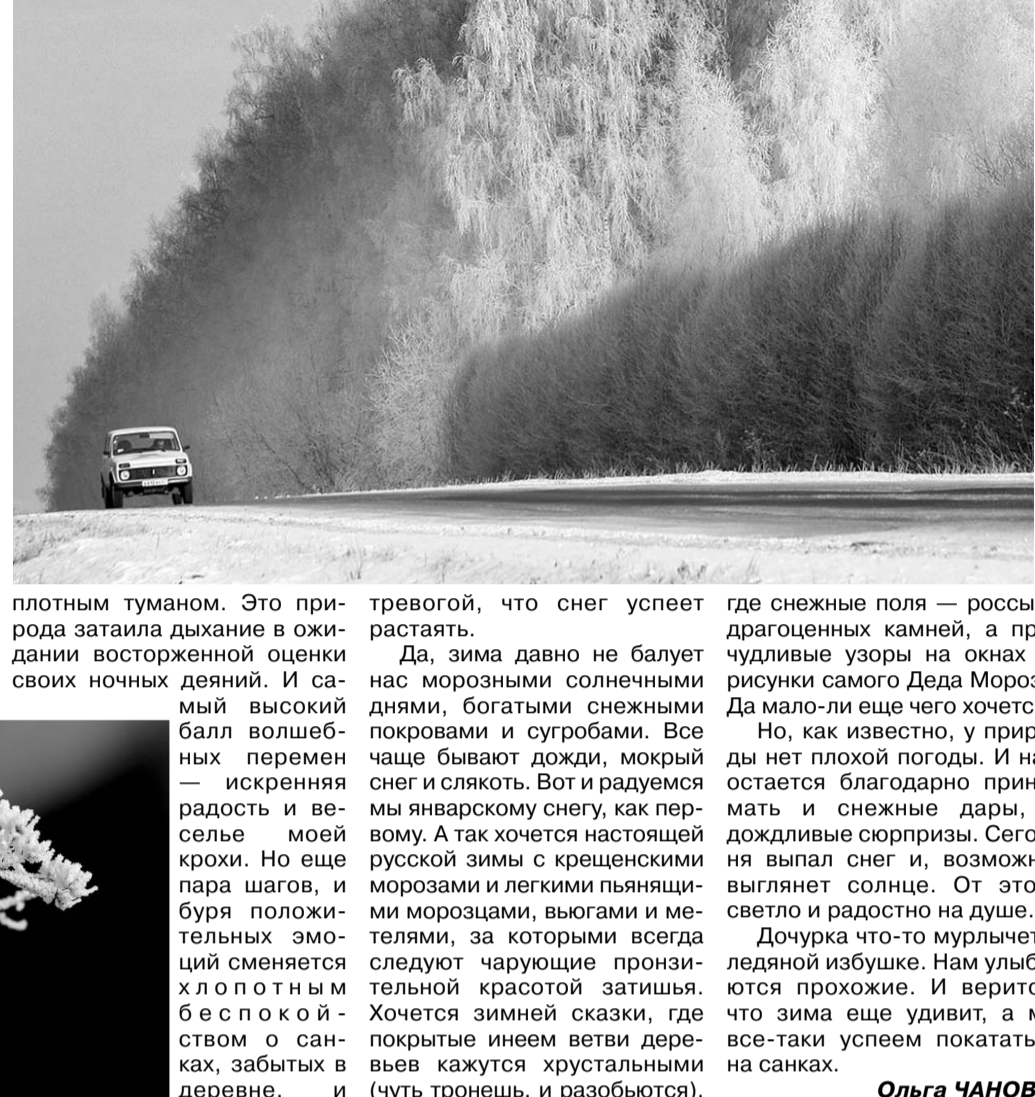 плотным туманом. Это при-
рода затаила дыхание в ожи-
дании восторженной оценки
своих ночных деяний. И са-
мый высокий
балл волшеб-
ных перемен
— искренняя
радость и ве-
селье моей
крохи. Но еще
пара шагов, и
буря положи-
тельных эмо-
ций сменяется
хлопотным
беспокой-
ством о сан-
ках, забытых в
деревне, и
тревогой, что снег успеет
растаять.
Да, зима давно не балует
нас морозными солнечными
днями, богатыми снежными
покровами и сугробами. Все
чаще бывают дожди, мокрый
снег и слякоть. Вот и радуемся
мы январскому снегу, как пер-
вому. А так хочется настоящей
русской зимы с крещенскими
морозами и легкими пьянящи-
ми морозцами, вьюгами и ме-
телями, за которыми всегда
следуют чарующие пронзи-
тельной красотой затишья.
Хочется зимней сказки, где
покрытые инеем ветви дере-
вьев кажутся хрустальными
(чуть тронешь, и разобьются),
где снежные поля — россы
драгоценных камней, а пр
чудливые узоры на окнах
рисунки самого Деда Мороз
Да мало-ли еще чего хочетс
Но, как известно, у прир
ды нет плохой погоды. И на
остается благодарно прин
мать и снежные дары,
дождливые сюрпризы. Сего
ня выпал снег и, возможн
выглянет солнце. От это
светло и радостно на душе.
Дочурка что-то мурлычет
ледяной избушке. Нам улыб
ются прохожие. И веритс
что зима еще удивит, а м
все-таки успеем покатать
на санках.
Ольга ЧАНОВ